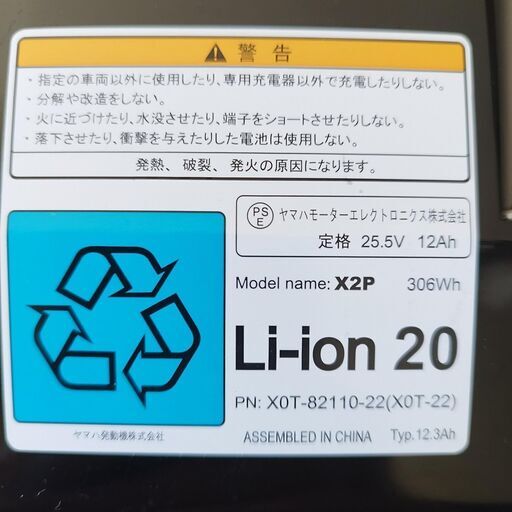 警告
・指定の車両以外に使用したり、専用充電器以外で充電したりしない。
・分解や改造をしない。
・火に近づけたり、水没させたり、端子をショートさせたりしない。
・落下させたり、衝撃を与えたりした電池は使用しない。
発熱、破裂、発火の原因になります。
PS
E ヤマハモーターエレクトロニクス株式会社
定格 25.5V 12Ah
Model name: X2P 306Wh
Li-ion 20
PN: X0T-82110-22(X0T-22)
ヤマハ発動機株式会社
ASSEMBLED IN CHINA Typ.12.3Ah